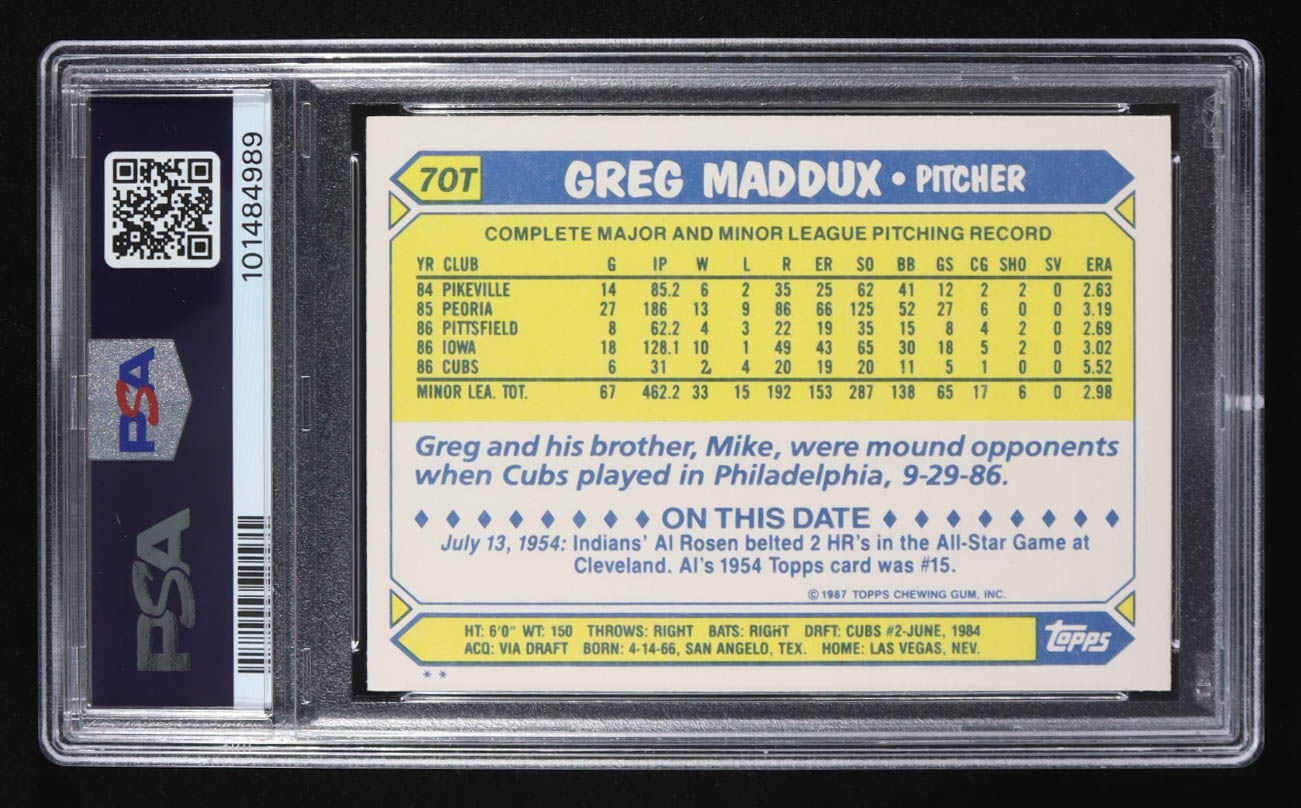 70T GREG MADDUX • PITCHER
COMPLETE MAJOR AND MINOR LEAGUE PITCHING RECORD
YR CLUB G IP W L R ER SO BB GS CG SHO SV ERA
84 PIKEVILLE 14 85.2 6 2 35 25 62 41 12 2 2 0 2.63
85 PEORIA 27 186 13 9 86 66 125 52 27 6 0 0 3.19
86 PITTSFIELD 8 62.2 4 3 22 19 35 15 8 4 2 0 2.69
86 IOWA 18 128.1 10 1 49 43 65 30 18 5 2 0 3.02
86 CUBS 6 31 2 4 20 19 20 11 5 1 0 0 5.52
MINOR LEA. TOT. 67 462.2 33 15 192 153 287 138 65 17 6 0 2.98
Greg and his brother, Mike, were mound opponents
when Cubs played in Philadelphia, 9-29-86.
♦ ♦ ♦ ♦ ♦ ♦ ♦ ♦ ON THIS DATE ♦ ♦ ♦ ♦ ♦ ♦ ♦ ♦
July 13, 1954: Indians' Al Rosen belted 2 HR's in the All-Star Game at
Cleveland. Al's 1954 Topps card was #15.
© 1987 TOPPS CHEWING GUM, INC.
HT: 6'0" WT: 150 THROWS: RIGHT BATS: RIGHT DRFT: CUBS #2-JUNE, 1984
ACQ: VIA DRAFT BORN: 4-14-66, SAN ANGELO, TEX. HOME: LAS VEGAS, NEV.
topps
* *
101484989
PSA
PSA
PSA